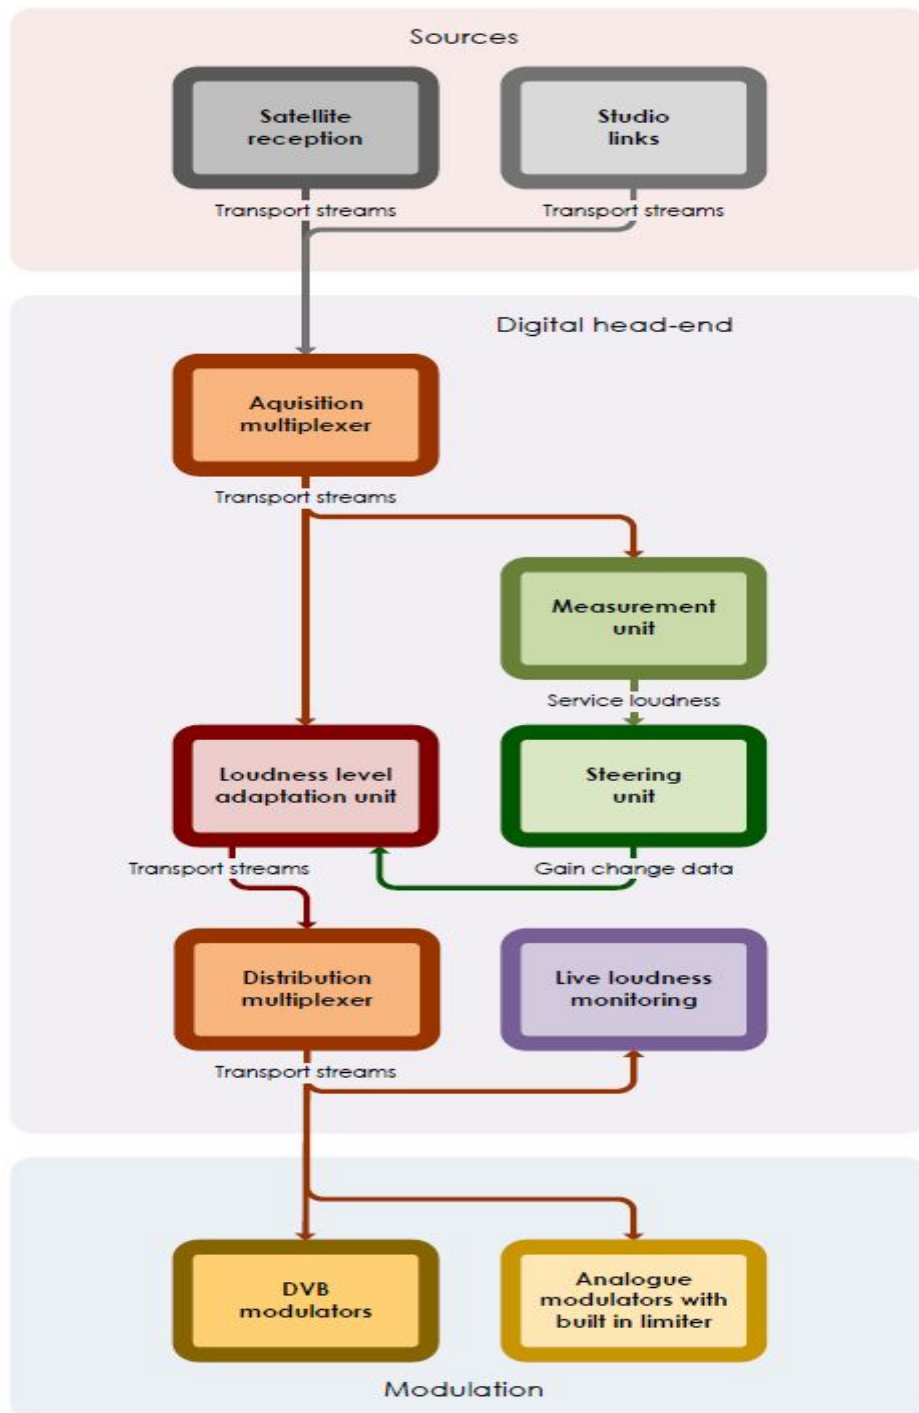 Sources
Satellite
reception
Studio
links
Transport streams
Transport streams
Digital head-end
Aquisition
multiplexer
Transport streams
Measurement
unit
Service loudness
Loudness level
adaptation unit
Steering
unit
Transport streams
Gain change data
Distribution
multiplexer
Live loudness
monitoring
Transport streams
DVB
modulators
Analogue
modulators with
built in limiter
Modulation